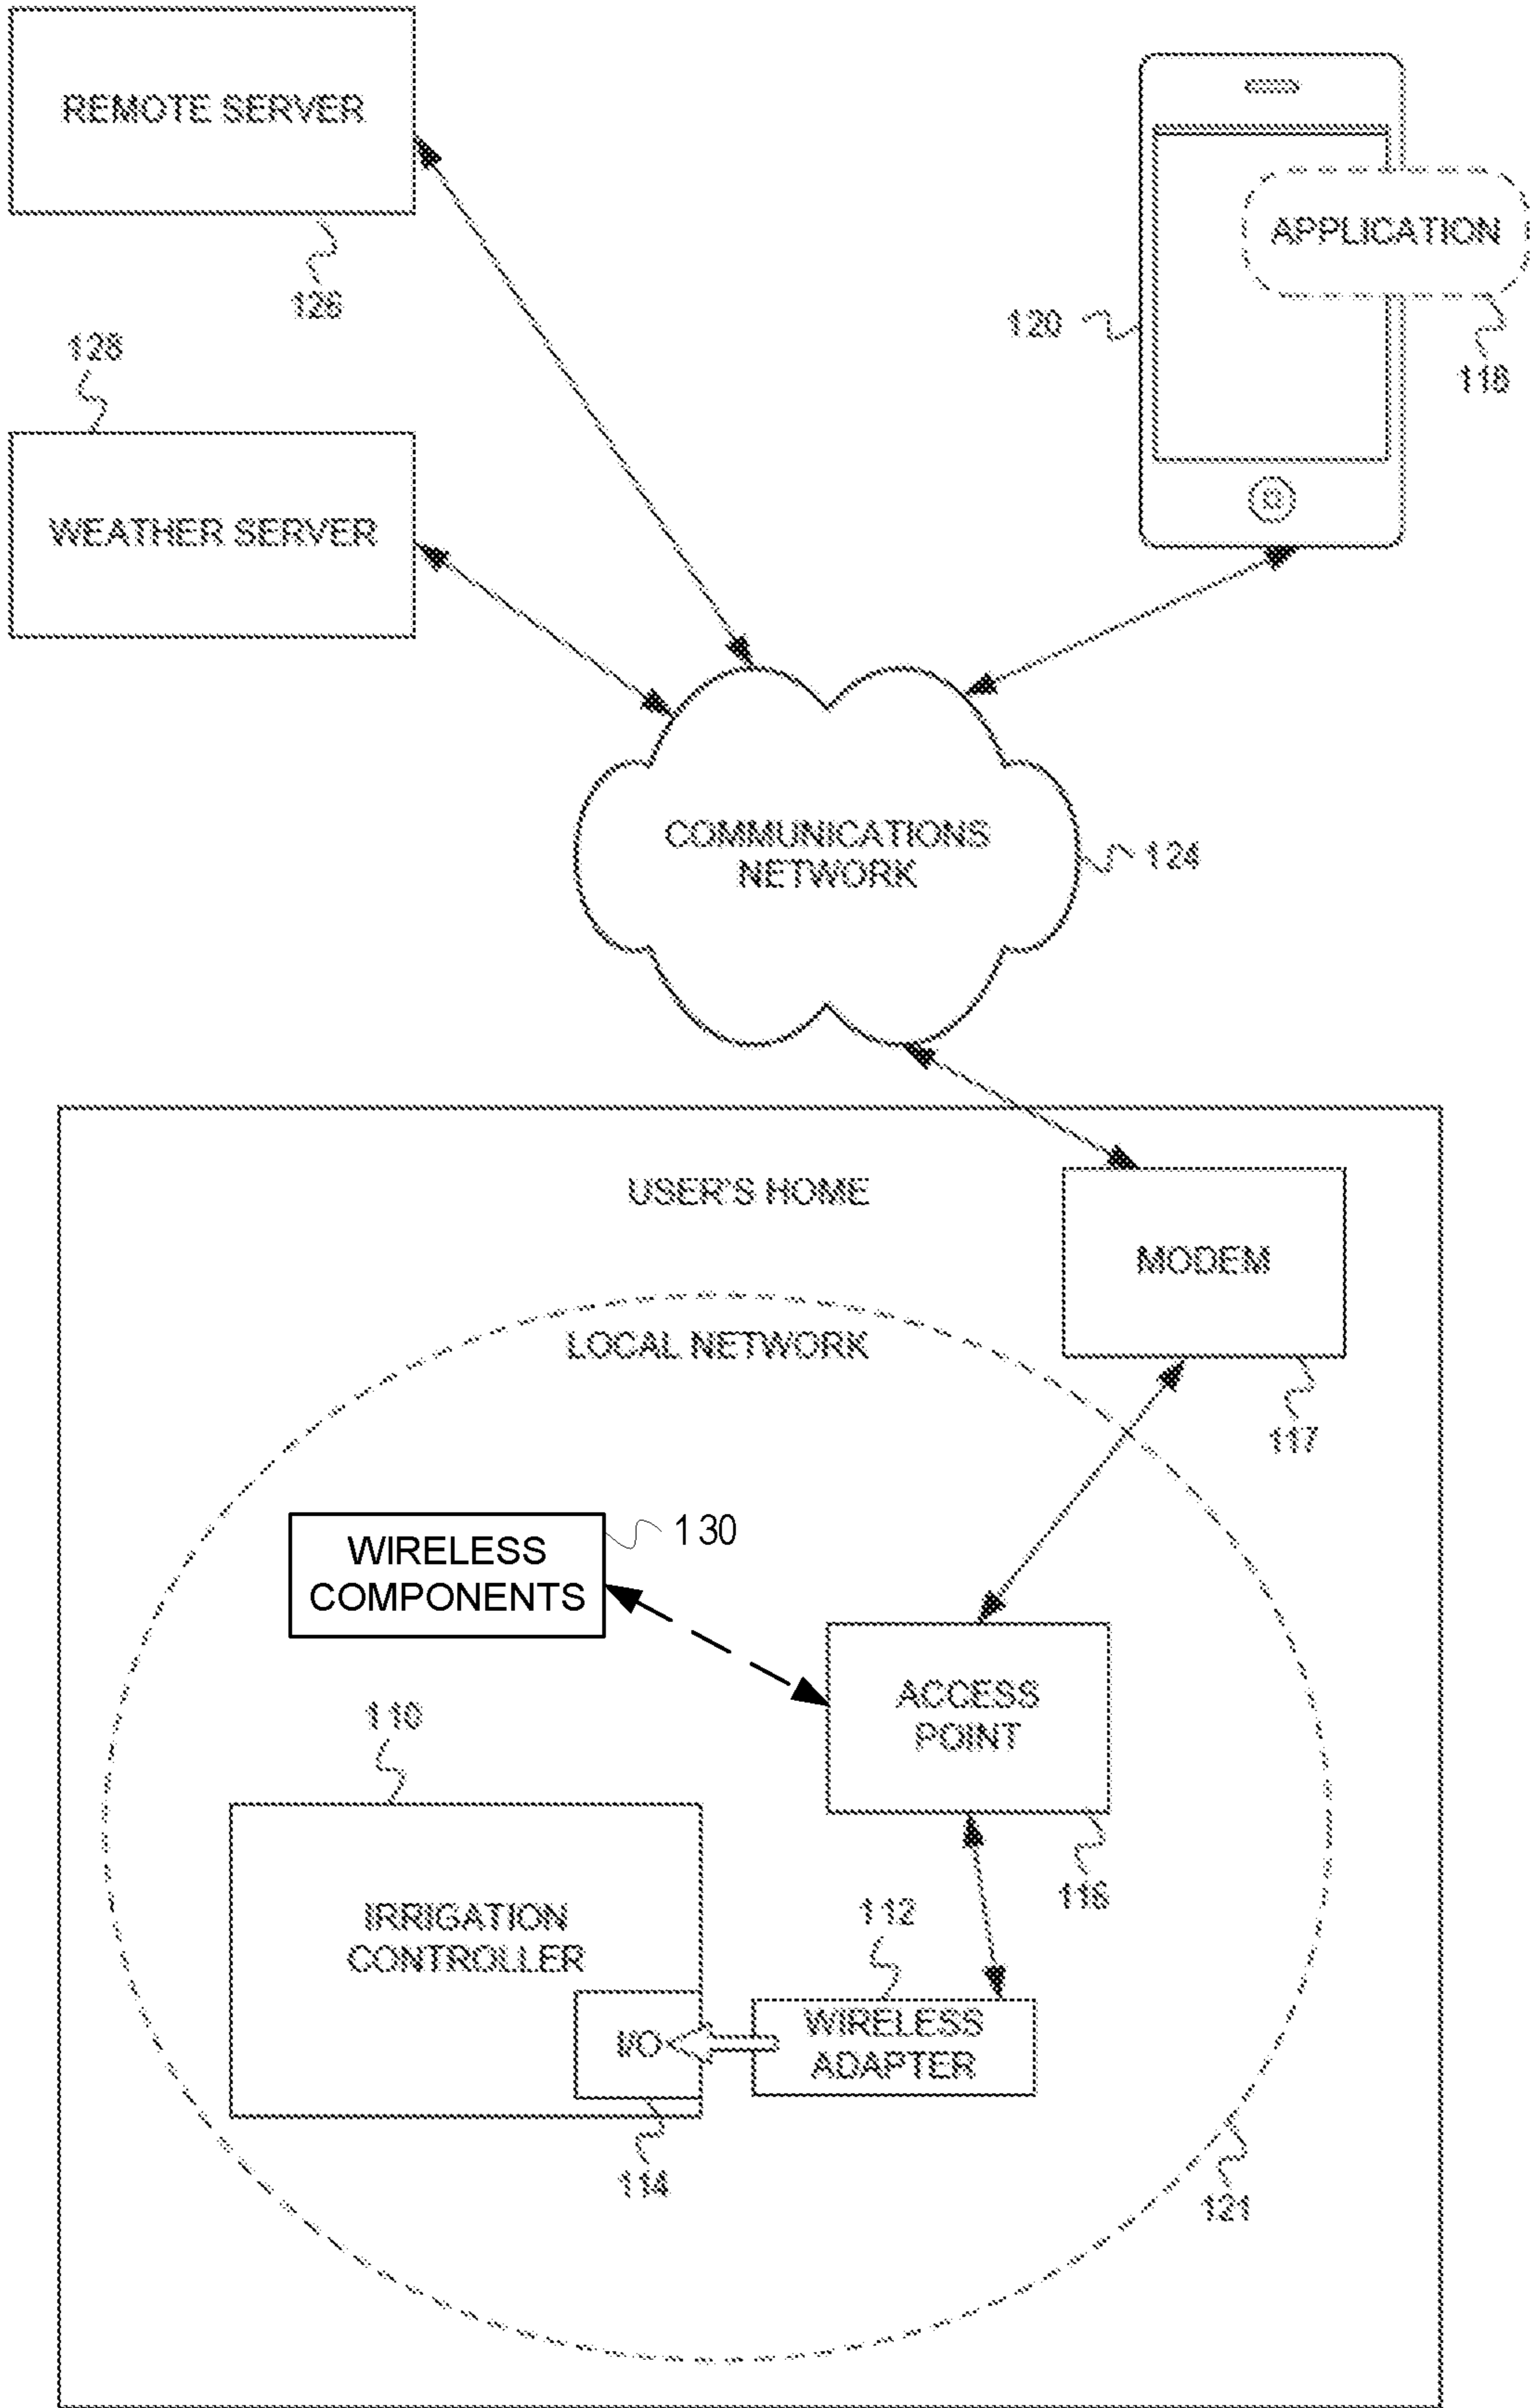 REMOTE SERVER
126
APPLICATION
120
118
128
WEATHER SERVER
COMMUNICATIONS
NETWORK
124
USER'S HOME
MODEM
117
LOCAL NETWORK
WIRELESS
COMPONENTS
130
ACCESS
POINT
116
110
IRRIGATION
CONTROLLER
I/O
114
112
WIRELESS
ADAPTER
121